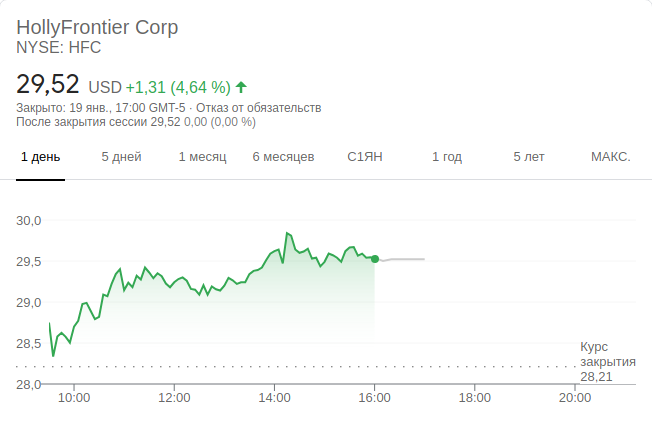 HollyFrontier Corp
NYSE: HFC
29,52 USD +1,31 (4,64 %)
Закрыто: 19 янв., 17:00 GMT-5 · Отказ от обязательств
После закрытия сессии 29,52 0,00 (0,00 %)
1 день 5 дней 1 месяц 6 месяцев С1ЯН 1 год 5 лет МАКС.
30,0
29,5
29,0
28,5
28,0
Курс
закрытия
28,21
10:00 12:00 14:00 16:00 18:00 20:00